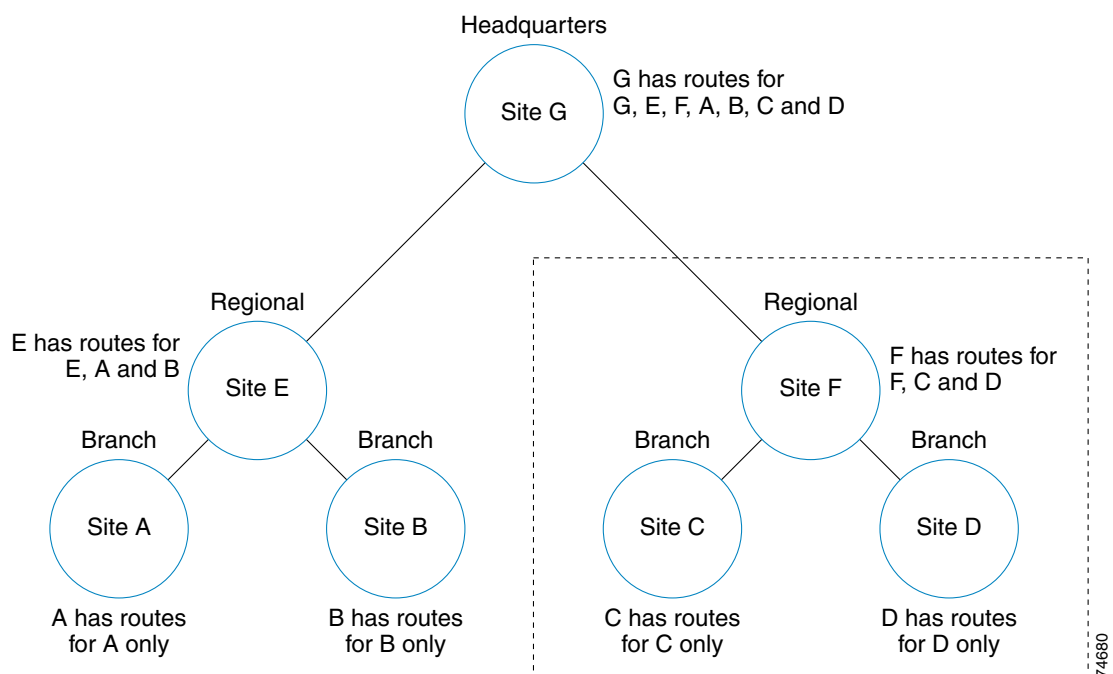 Headquarters
Site G
G has routes for
G, E, F, A, B, C and D
Regional
E has routes for
E, A and B
Site E
Regional
Site F
F has routes for
F, C and D
Branch
Site A
A has routes
for A only
Branch
Site B
B has routes
for B only
Branch
Site C
C has routes
for C only
Branch
Site D
D has routes
for D only
74680